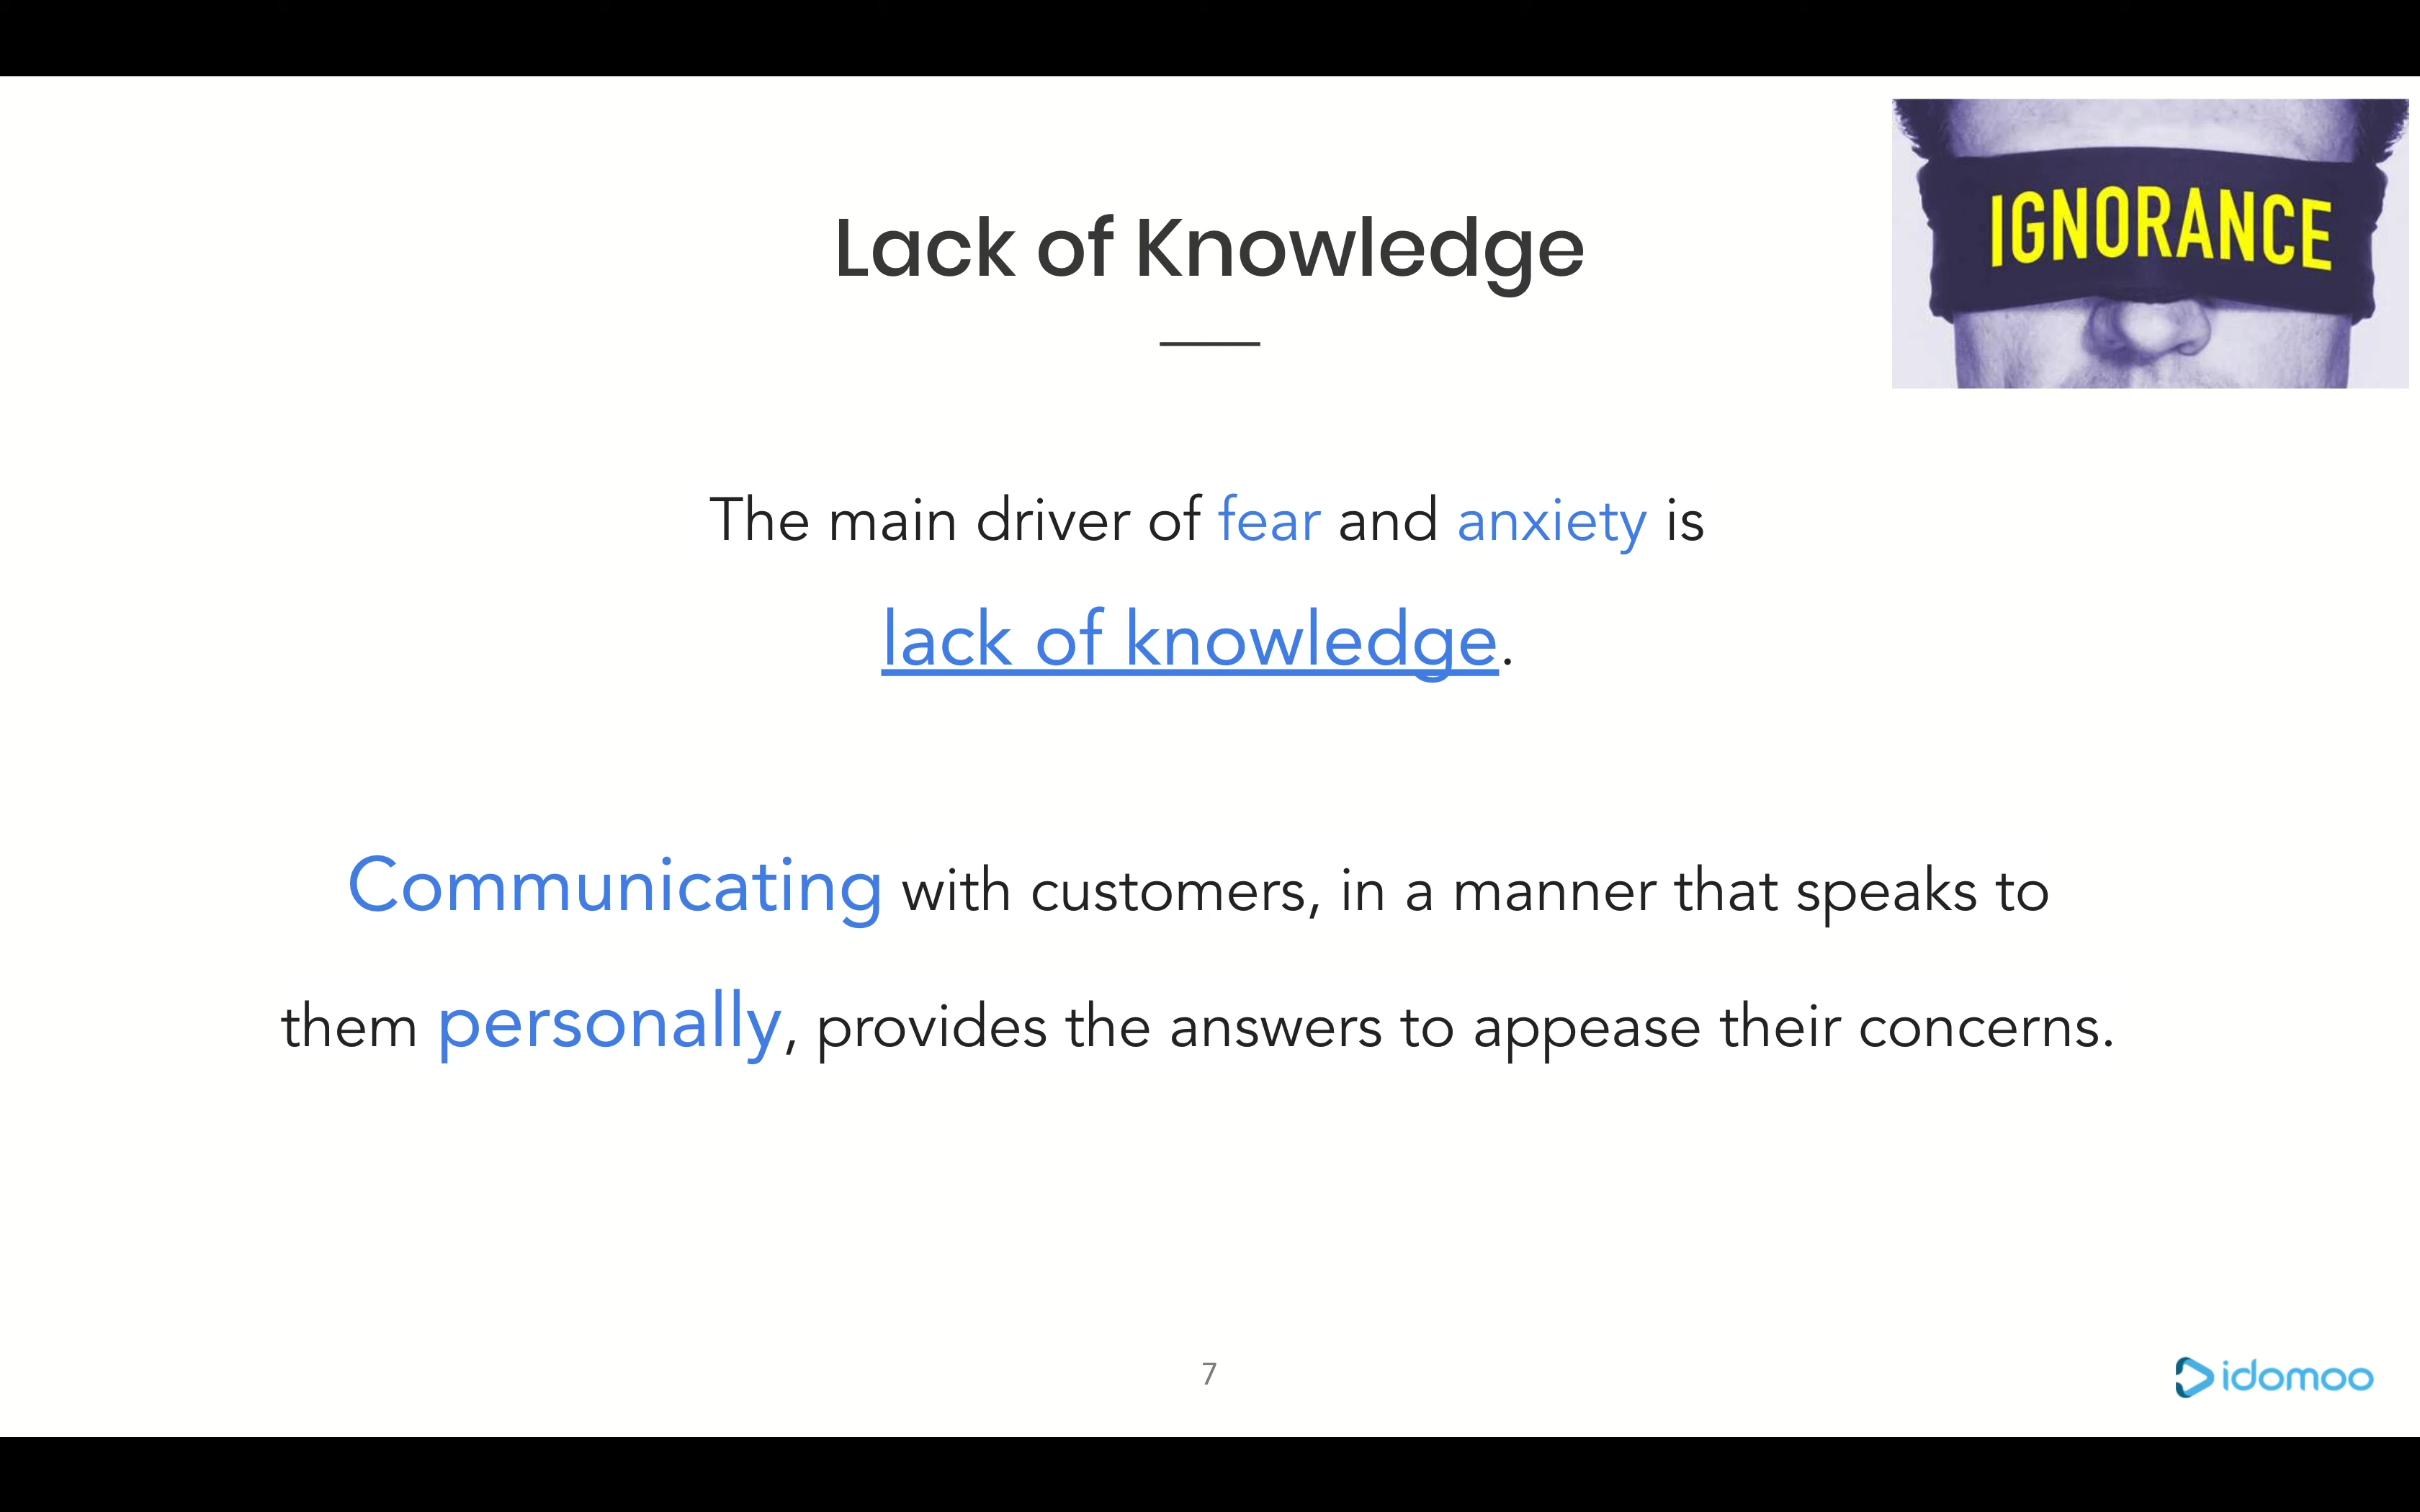 Lack of Knowledge
IGNORANCE
The main driver of fear and anxiety is
lack of knowledge.
Communicating with customers, in a manner that speaks to
them personally, provides the answers to appease their concerns.
7
idomoo